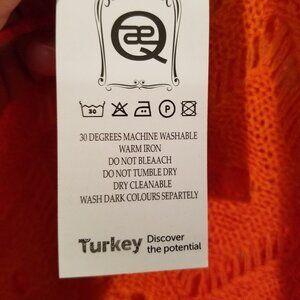 æQ
30
P
30 DEGREES MACHINE WASHABLE
WARM IRON
DO NOT BLEAACH
DO NOT TUMBLE DRY
DRY CLEANABLE
WASH DARK COLOURS SEPARTELY
Turkey Discover
the potential